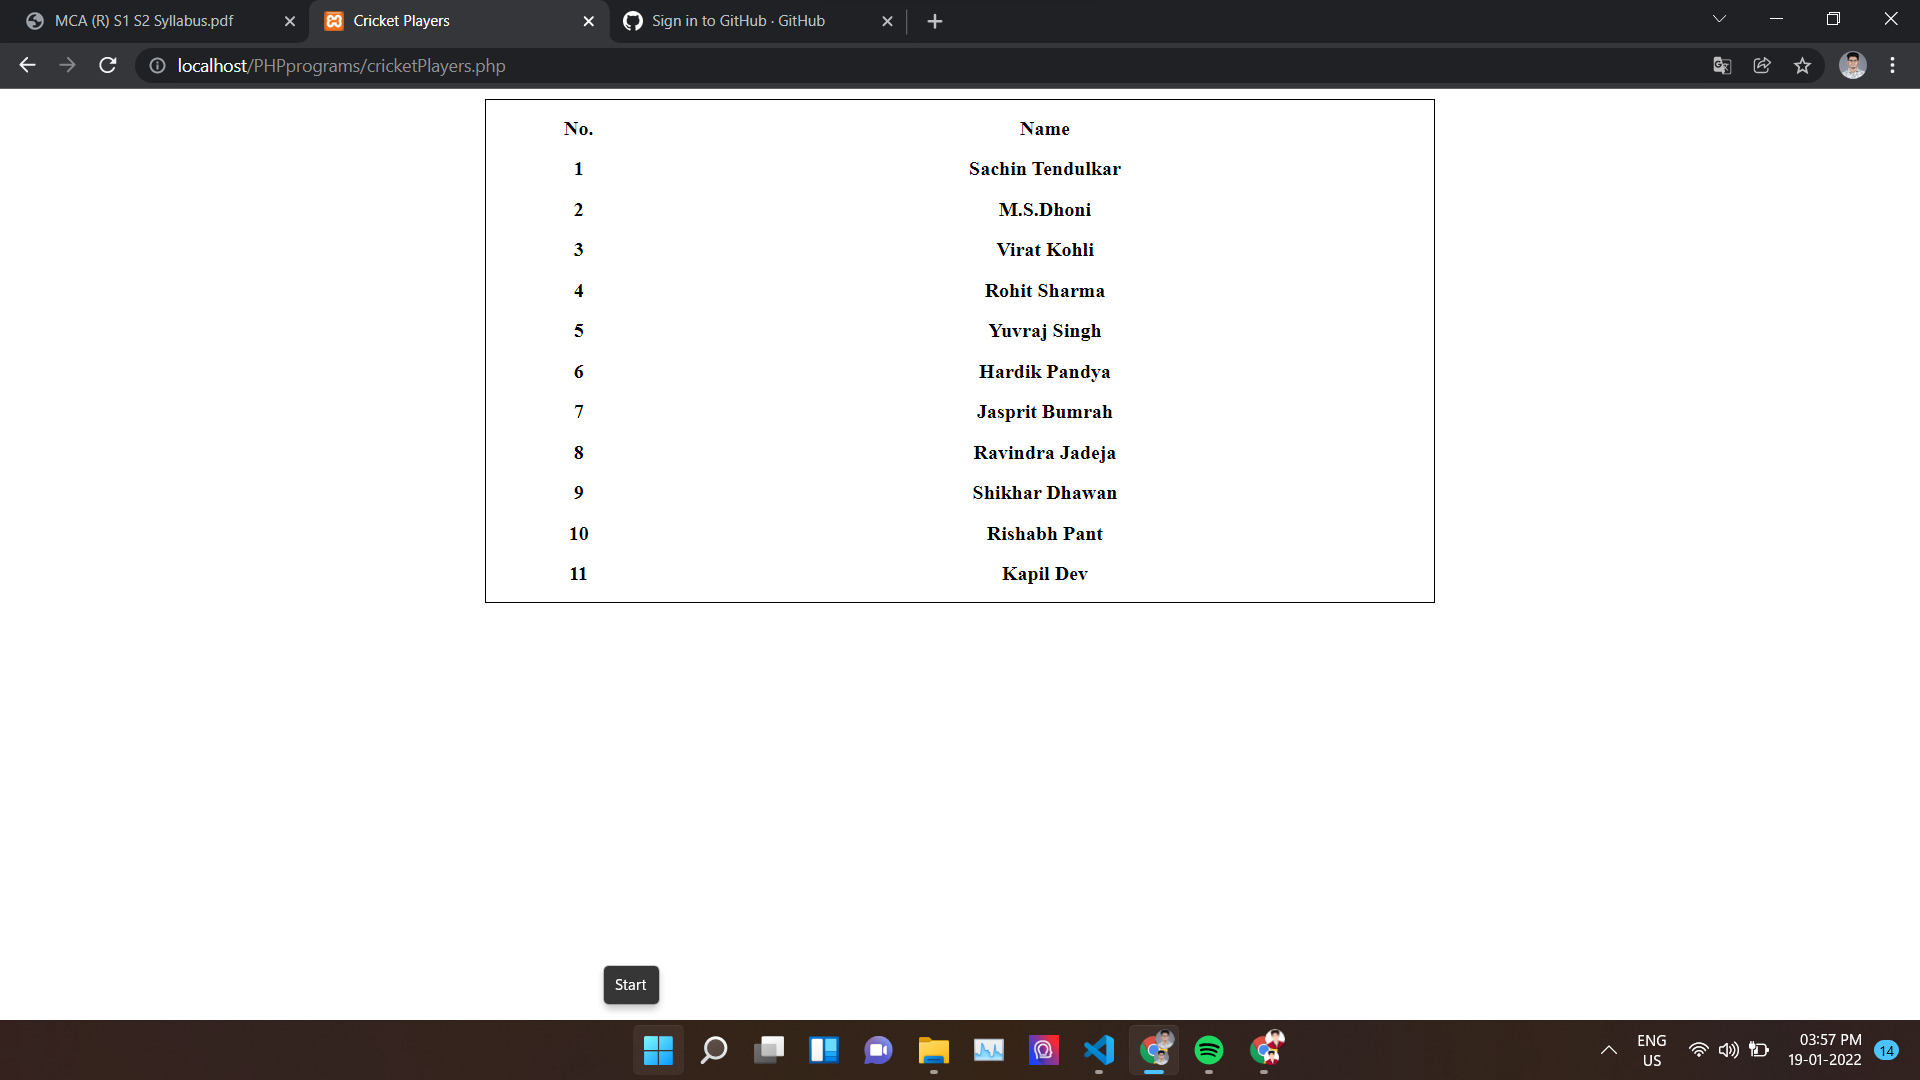 MCA (R) S1 S2 Syllabus.pdf
Cricket Players
Sign in to GitHub · GitHub
localhost/PHPprograms/cricketPlayers.php
No. Name
1 Sachin Tendulkar
2 M.S.Dhoni
3 Virat Kohli
4 Rohit Sharma
5 Yuvraj Singh
6 Hardik Pandya
7 Jasprit Bumrah
8 Ravindra Jadeja
9 Shikhar Dhawan
10 Rishabh Pant
11 Kapil Dev
Start
ENG
US
03:57 PM
19-01-2022
14